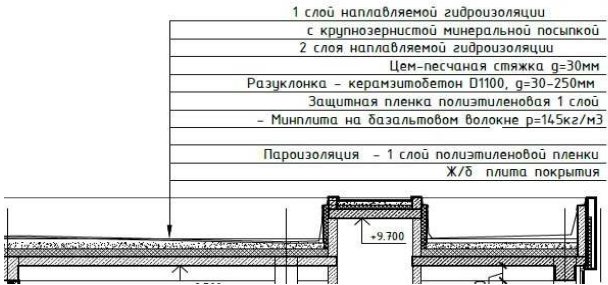 1 слой наплавляемой гидроизоляции
с крупнозернистой минеральной посыпкой
2 слоя наплавляемой гидроизоляции
Цем-песчаная стяжка g=30мм
Разуклонка - керамзитобетон D1100, g=30-250мм
Защитная пленка полиэтиленовая 1 слой
- Минплита на базальтовом волокне p=145кг/м3
Пароизоляция - 1 слой полиэтиленовой пленки
Ж/б плита покрытия
+9.700